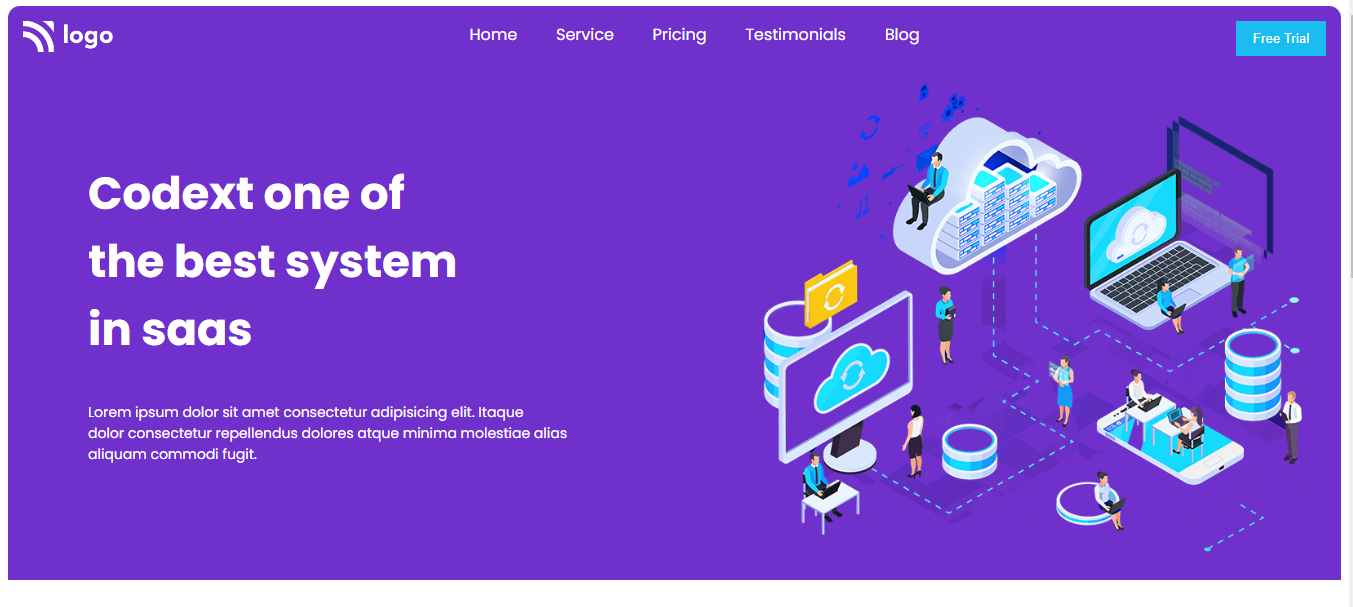 logo
Home Service Pricing Testimonials Blog
Free Trial
Codext one of
the best system
in saas
Lorem ipsum dolor sit amet consectetur adipisicing elit. Itaque
dolor consectetur repellendus dolores atque minima molestiae alias
aliquam commodi fugit.